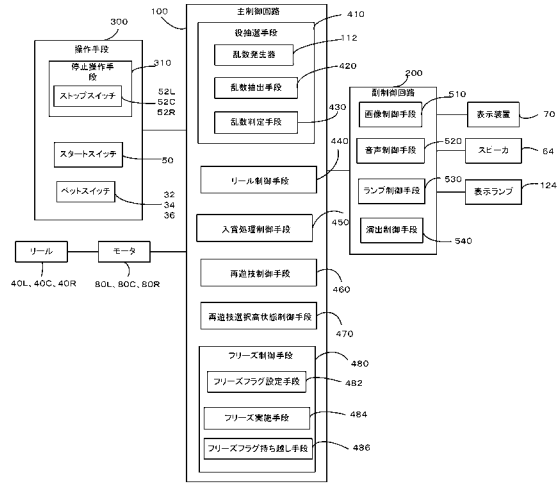 300
操作手段
停止操作手段
310
ストップスイッチ
52L
52C
52R
スタートスイッチ
50
ベットスイッチ
32
34
36
リール
40L、40C、40R
モータ
80L、80C、80R
100
主制御回路
役抽選手段
410
乱数発生器
112
乱数抽出手段
420
乱数判定手段
430
リール制御手段
440
入賞処理制御手段
450
再遊技制御手段
460
再遊技選択高状態制御手段
470
フリーズ制御手段
480
フリーズフラグ設定手段
482
フリーズ実施手段
484
フリーズフラグ持ち越し手段
486
200
副制御回路
画像制御手段
510
音声制御手段
520
ランプ制御手段
530
演出制御手段
540
表示装置
70
スピーカ
64
表示ランプ
124